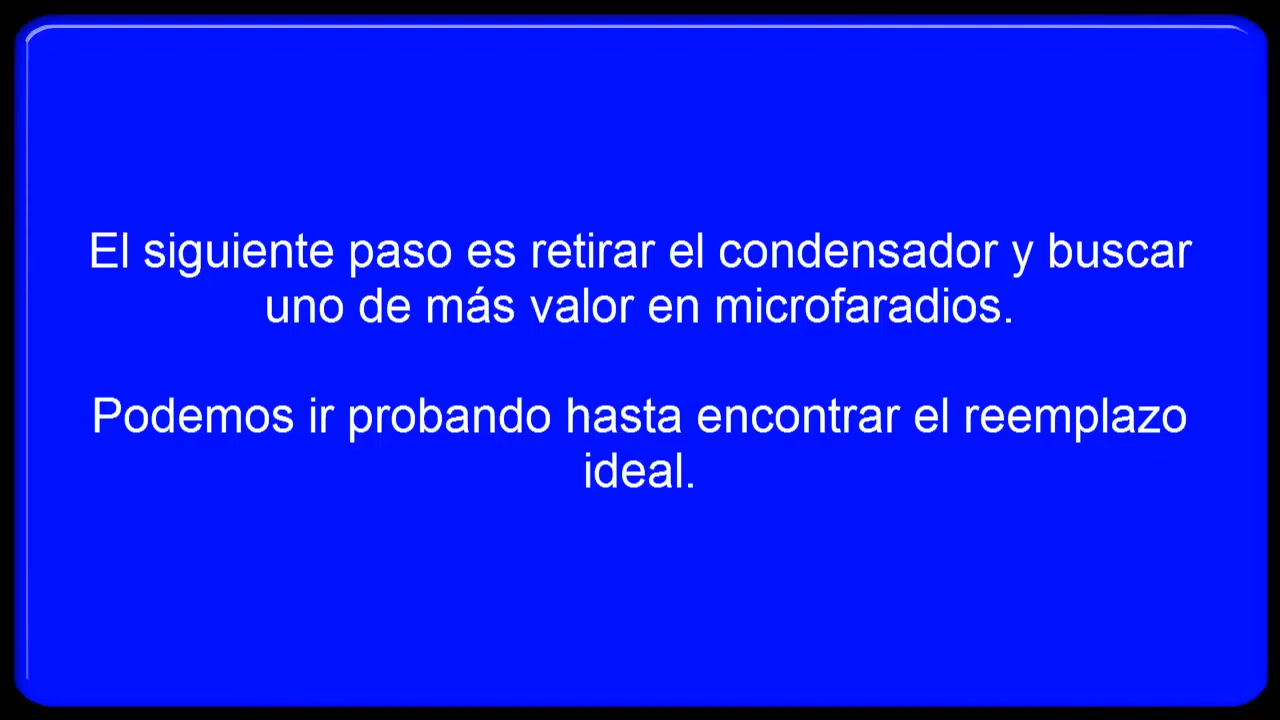 El siguiente paso es retirar el condensador y buscar
uno de más valor en microfaradios.
Podemos ir probando hasta encontrar el reemplazo
ideal.